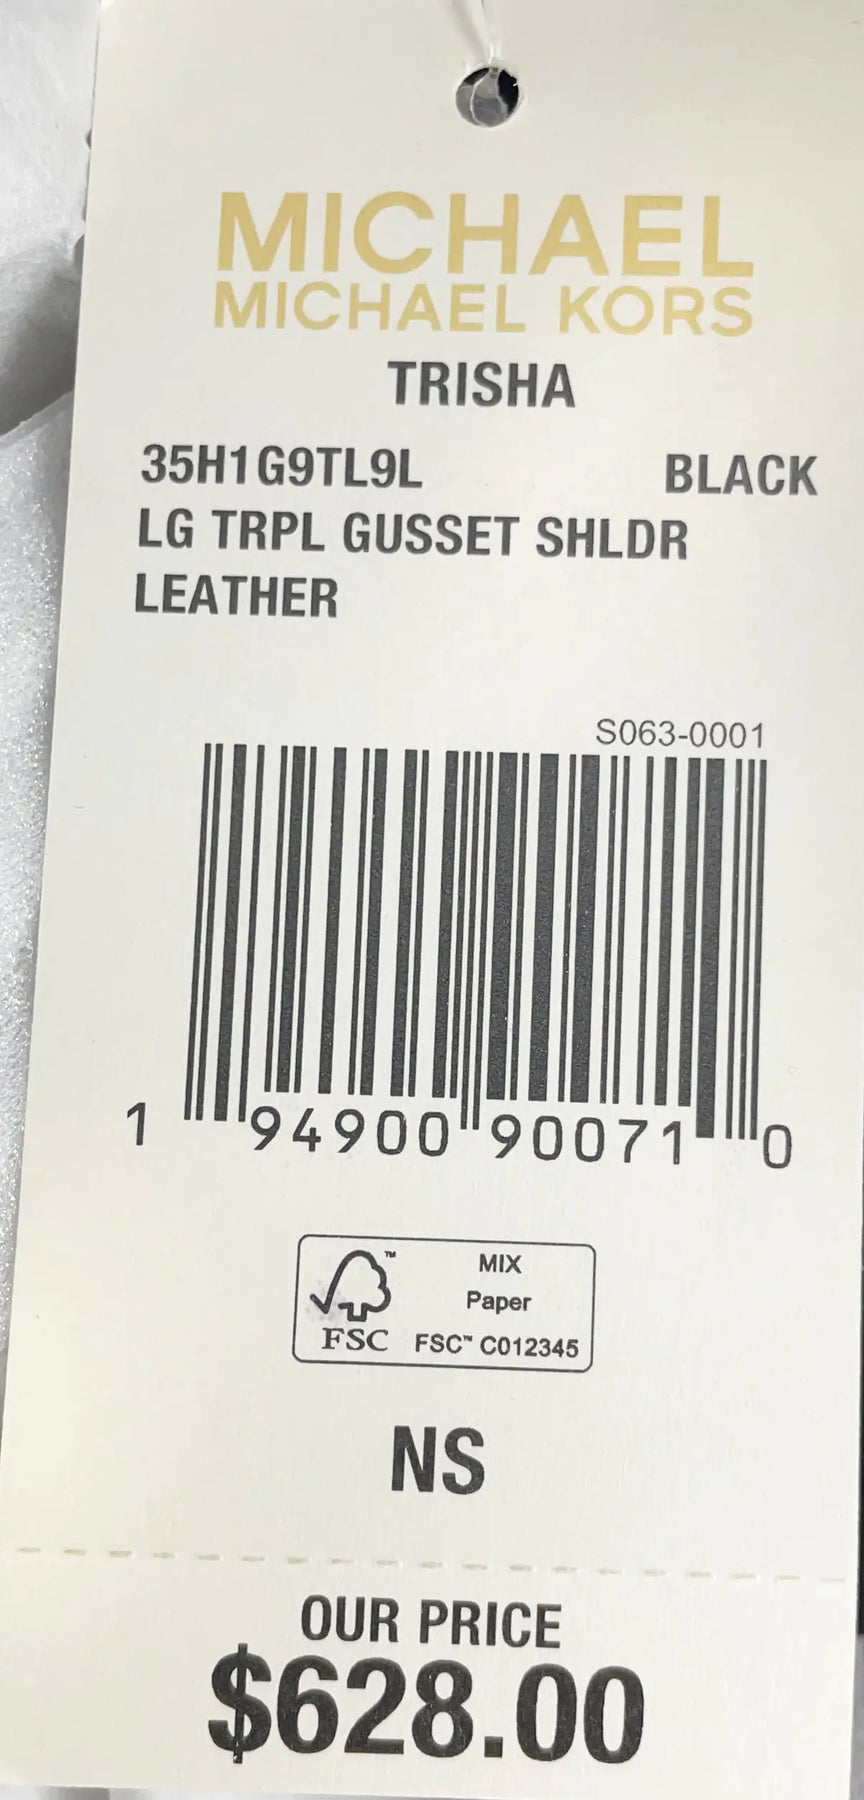 MICHAEL
MICHAEL KORS
TRISHA
35H1G9TL9L BLACK
LG TRPL GUSSET SHLDR
LEATHER
S063-0001
1 94900 90071 0
FSC™
MIX
Paper
FSC™ C012345
NS
OUR PRICE
$628.00